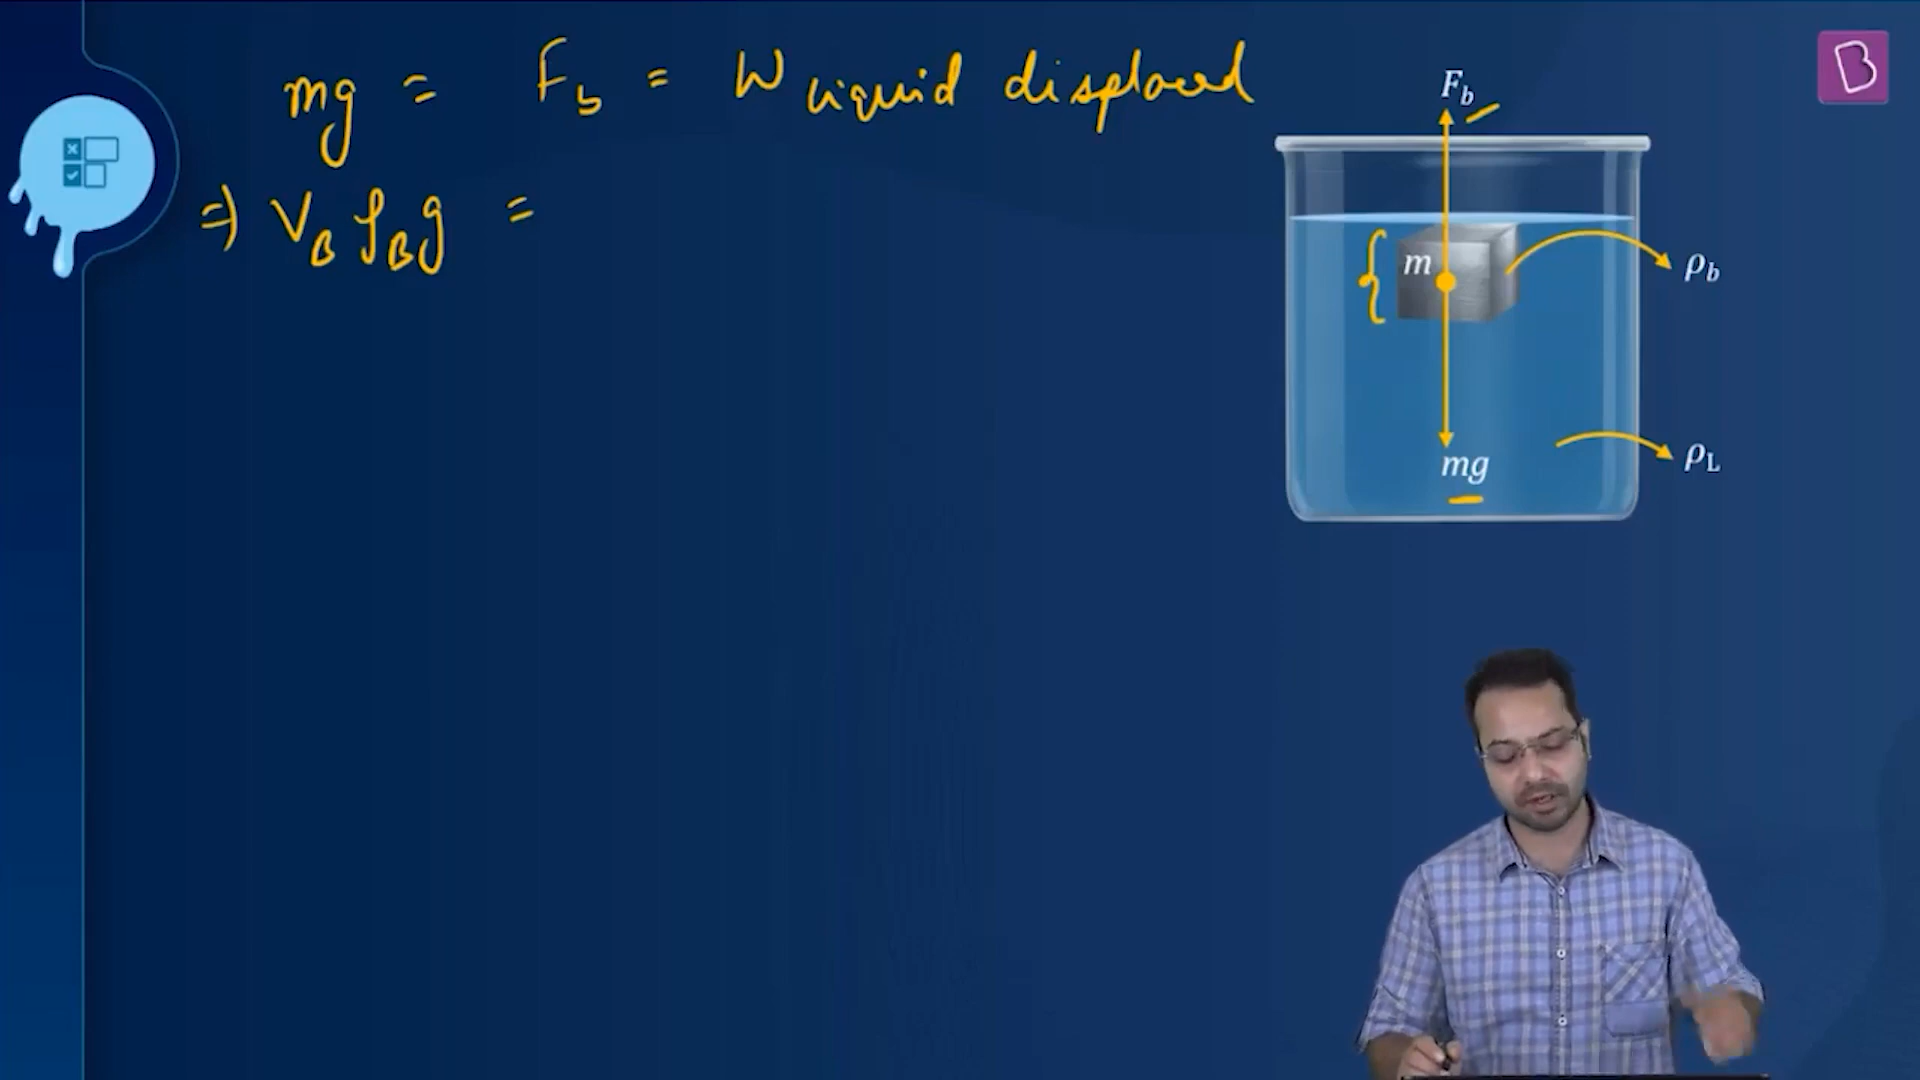 mg = F_b = W liquid displaced
⇒ V_B ρ_B g =
F_b
m
ρ_b
ρ_L
mg
B